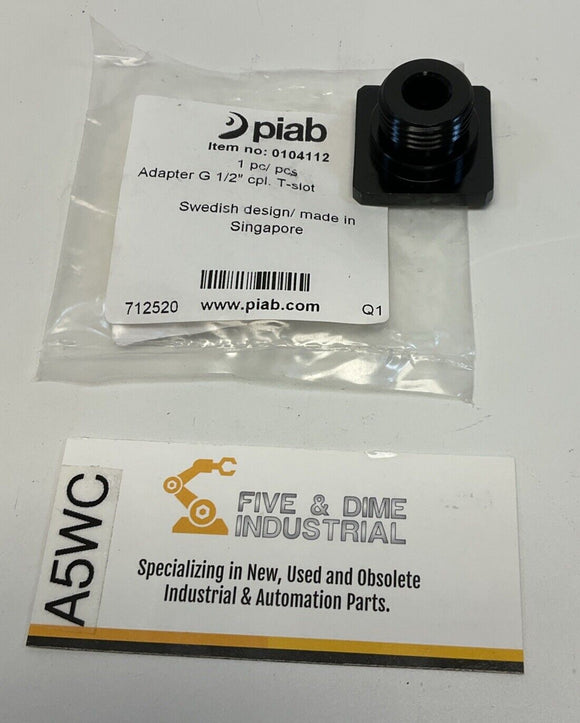 piab
Item no: 0104112
1 pc/ pcs
Adapter G 1/2" cpl. T-slot
Swedish design/ made in
Singapore
712520 www.piab.com Q1
A5WC
FIVE & DIME
INDUSTRIAL
Specializing in New, Used and Obsolete
Industrial & Automation Parts.